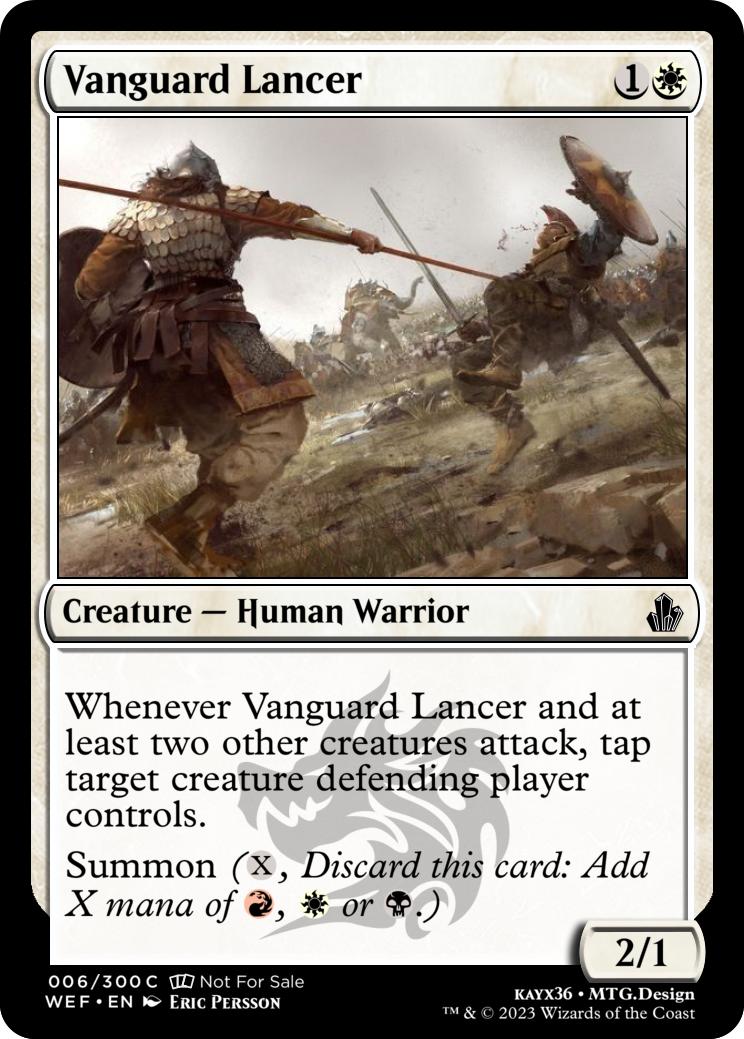 Vanguard Lancer 1
Creature — Human Warrior
Whenever Vanguard Lancer and at
least two other creatures attack, tap
target creature defending player
controls.
Summon (X, Discard this card: Add
X mana of , or .)
2/1
006/300 C Not For Sale
WEF • EN Eric Persson
kayx36 • MTG.Design
™ & © 2023 Wizards of the Coast